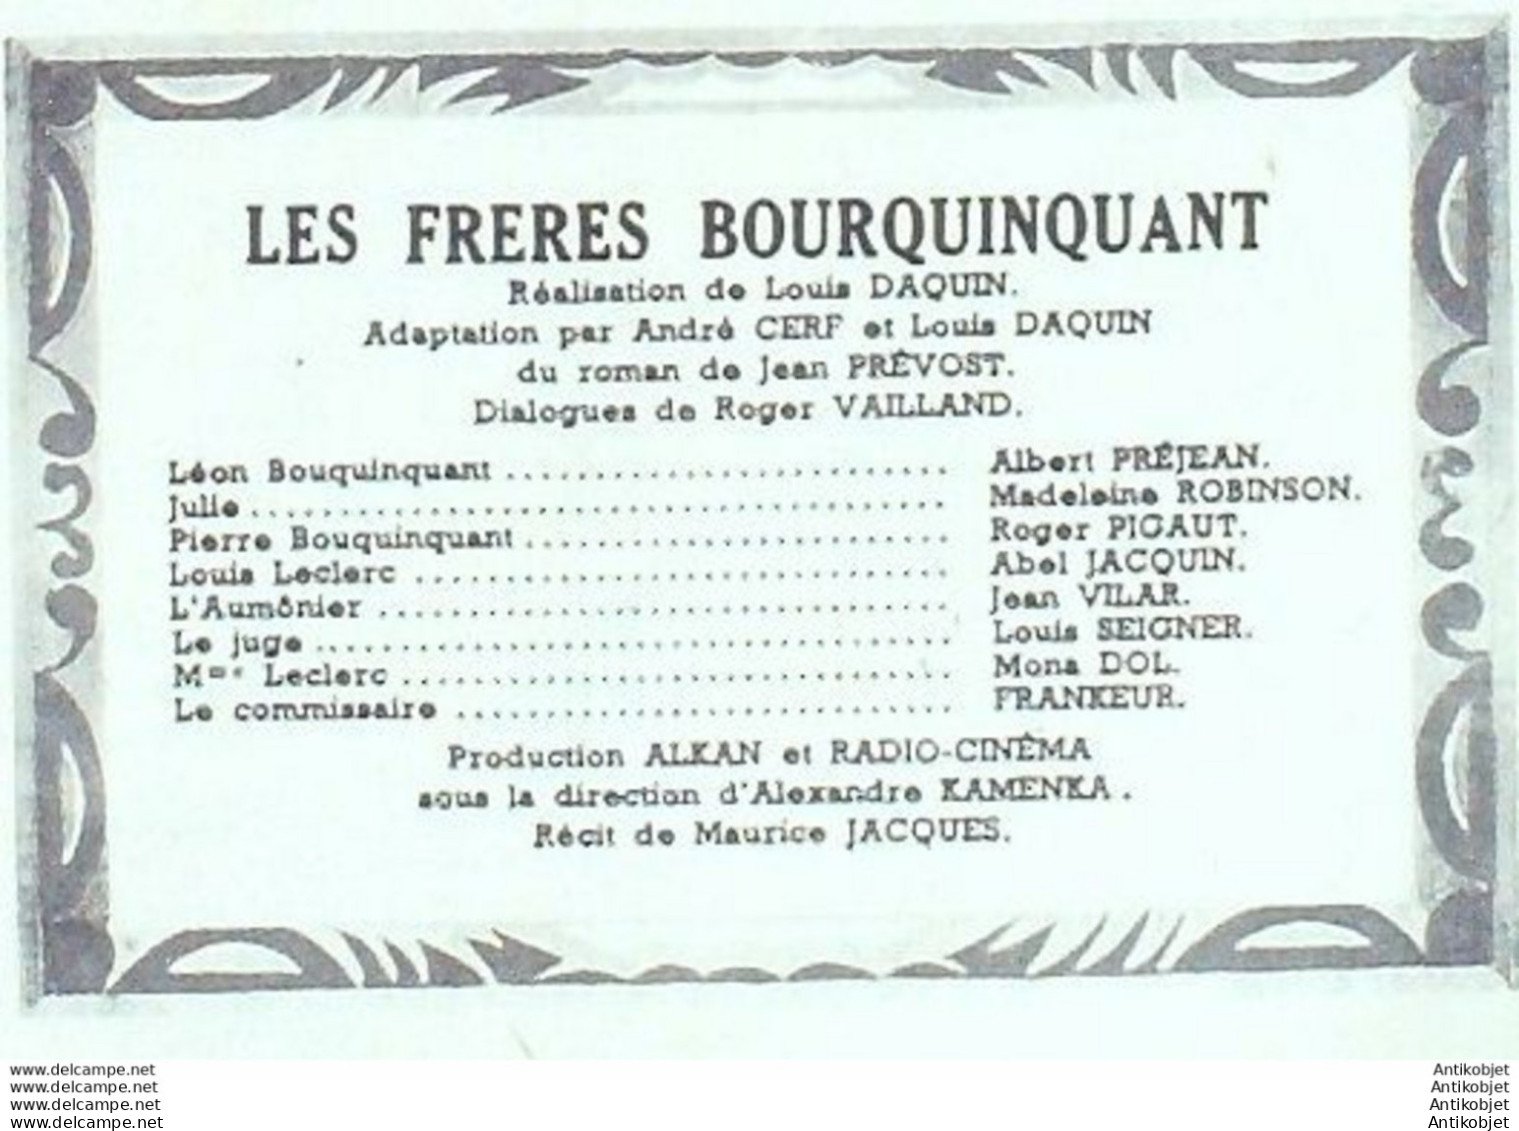 LES FRERES BOURQUINQUANT
Réalisation de Louis DAQUIN.
Adaptation par André CERF et Louis DAQUIN
du roman de Jean PRÉVOST.
Dialogues de Roger VAILLAND.
Léon Bouquinquant .................................... Albert PRÉJEAN.
Julie .................................... Madeleine ROBINSON.
Pierre Bouquinquant .................................... Roger PIGAUT.
Louis Leclerc .................................... Abel JACQUIN.
L'Aumônier .................................... Jean VILAR.
Le juge .................................... Louis SEIGNER.
Mme Leclerc .................................... Mona DOL.
Le commissaire .................................... FRANKEUR.
Production ALKAN et RADIO-CINÉMA
sous la direction d'Alexandre KAMENKA.
Récit de Maurice JACQUES.
www.delcampe.net Antikobjet
www.delcampe.net Antikobjet
www.delcampe.net Antikobjet
www.delcampe.net Antikobjet